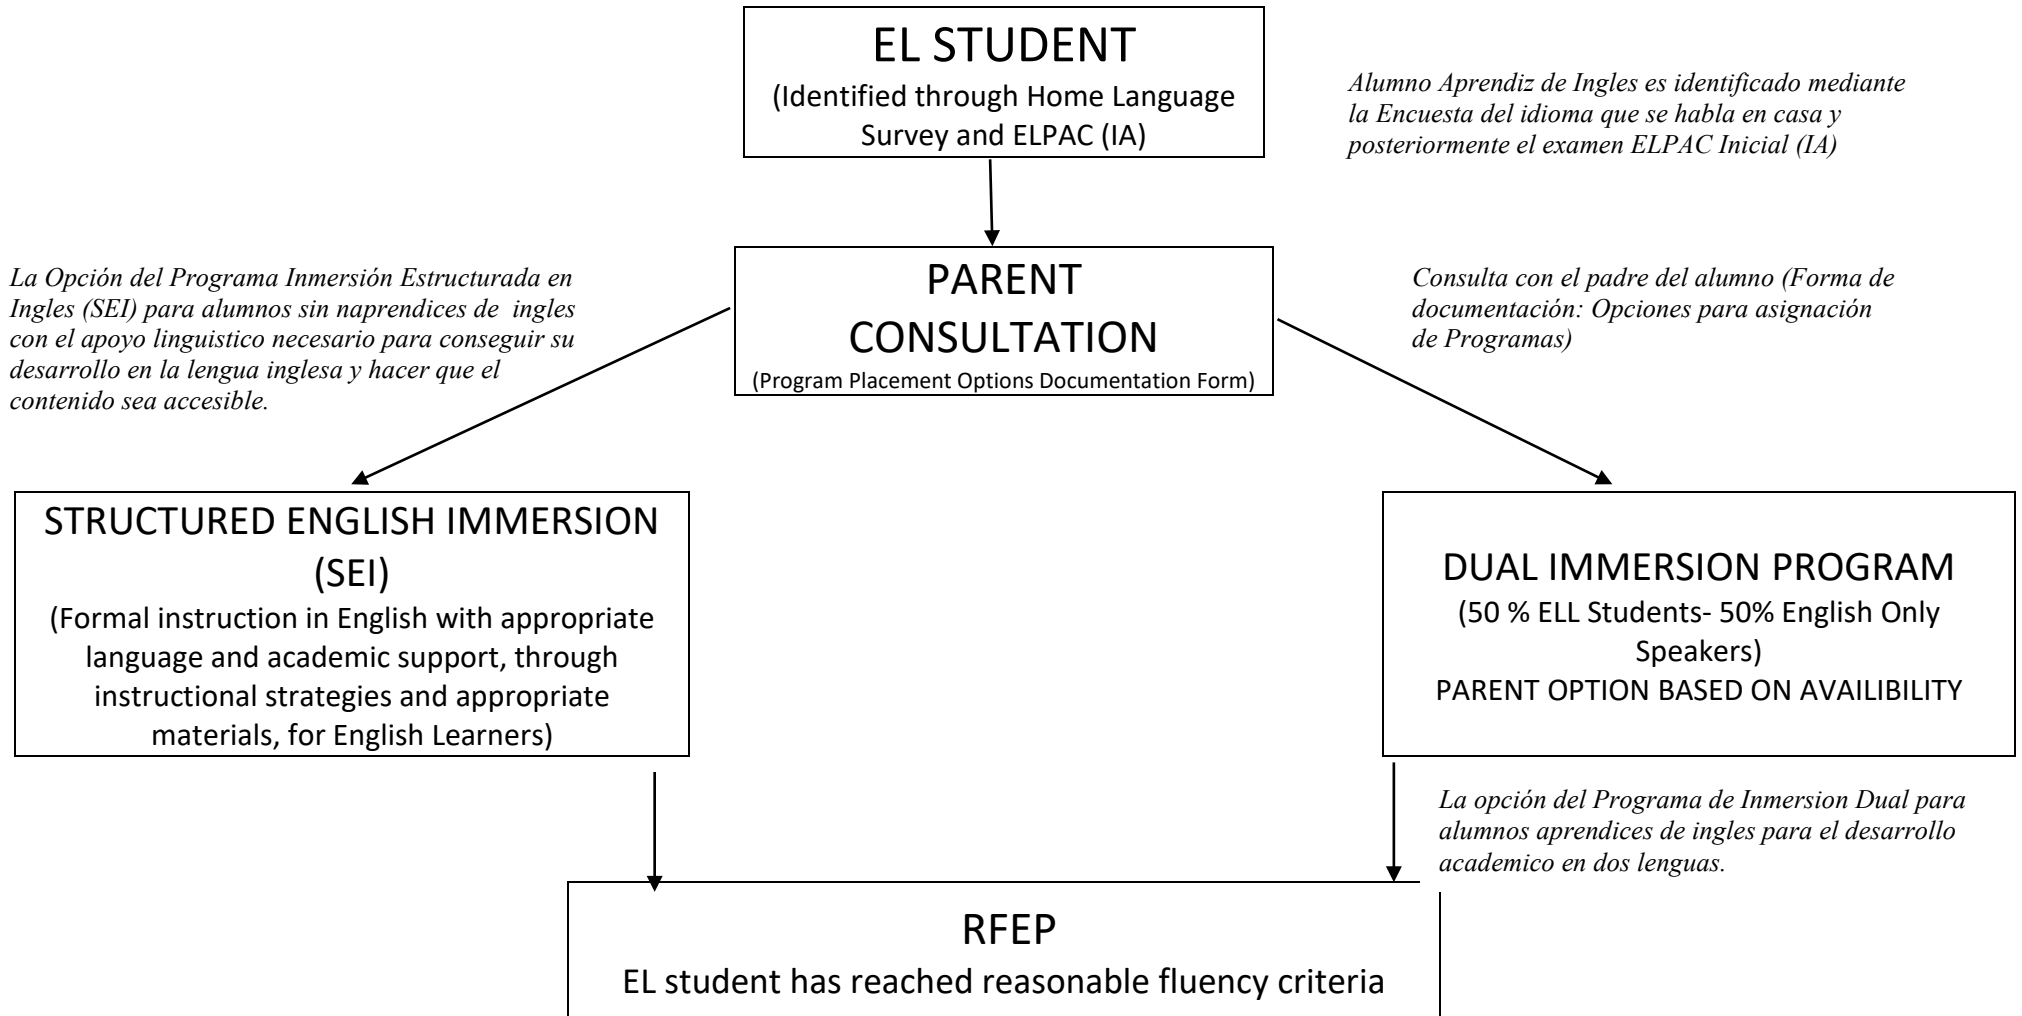 EL STUDENT
(Identified through Home Language
Survey and ELPAC (IA)
Alumno Aprendiz de Ingles es identificado mediante
la Encuesta del idioma que se habla en casa y
posteriormente el examen ELPAC Inicial (IA)
La Opción del Programa Inmersión Estructurada en
Ingles (SEI) para alumnos sin naprendices de  ingles
con el apoyo linguistico necesario para conseguir su
desarrollo en la lengua inglesa y hacer que el
contenido sea accesible.
PARENT
CONSULTATION
(Program Placement Options Documentation Form)
Consulta con el padre del alumno (Forma de
documentación: Opciones para asignación
de Programas)
STRUCTURED ENGLISH IMMERSION
(SEI)
(Formal instruction in English with appropriate
language and academic support, through
instructional strategies and appropriate
materials, for English Learners)
DUAL IMMERSION PROGRAM
(50 % ELL Students- 50% English Only
Speakers)
PARENT OPTION BASED ON AVAILIBILITY
La opción del Programa de Inmersion Dual para
alumnos aprendices de ingles para el desarrollo
academico en dos lenguas.
RFEP
EL student has reached reasonable fluency criteria